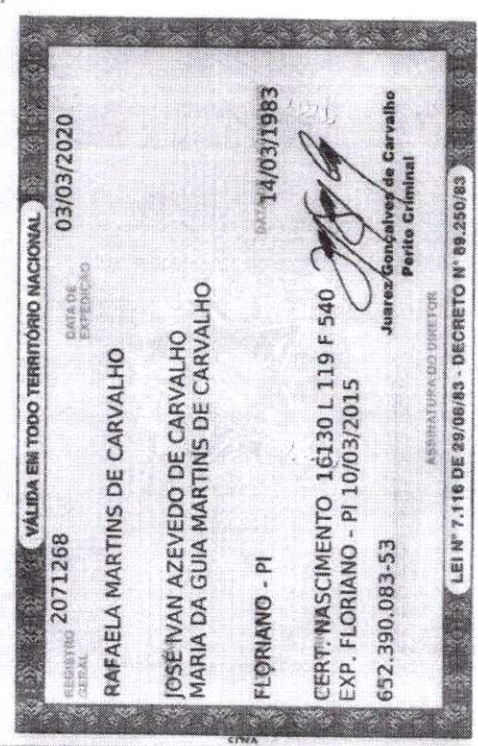 VÁLIDA EM TODO TERRITÓRIO NACIONAL
REGISTRO GERAL 2071268 DATA DE EXPEDIÇÃO 03/03/2020
RAFAELA MARTINS DE CARVALHO
JOSÉ IVAN AZEVEDO DE CARVALHO
MARIA DA GUIA MARTINS DE CARVALHO
FLORIANO - PI 14/03/1983
CERT. NASCIMENTO 16130 L 119 F 540
EXP. FLORIANO - PI 10/03/2015
652.390.083-53
Juarez Gonçalves de Carvalho
Perito Criminal
ASSINATURA DO DIRETOR
LEI N° 7.116 DE 29/08/83 - DECRETO N° 89.250/83